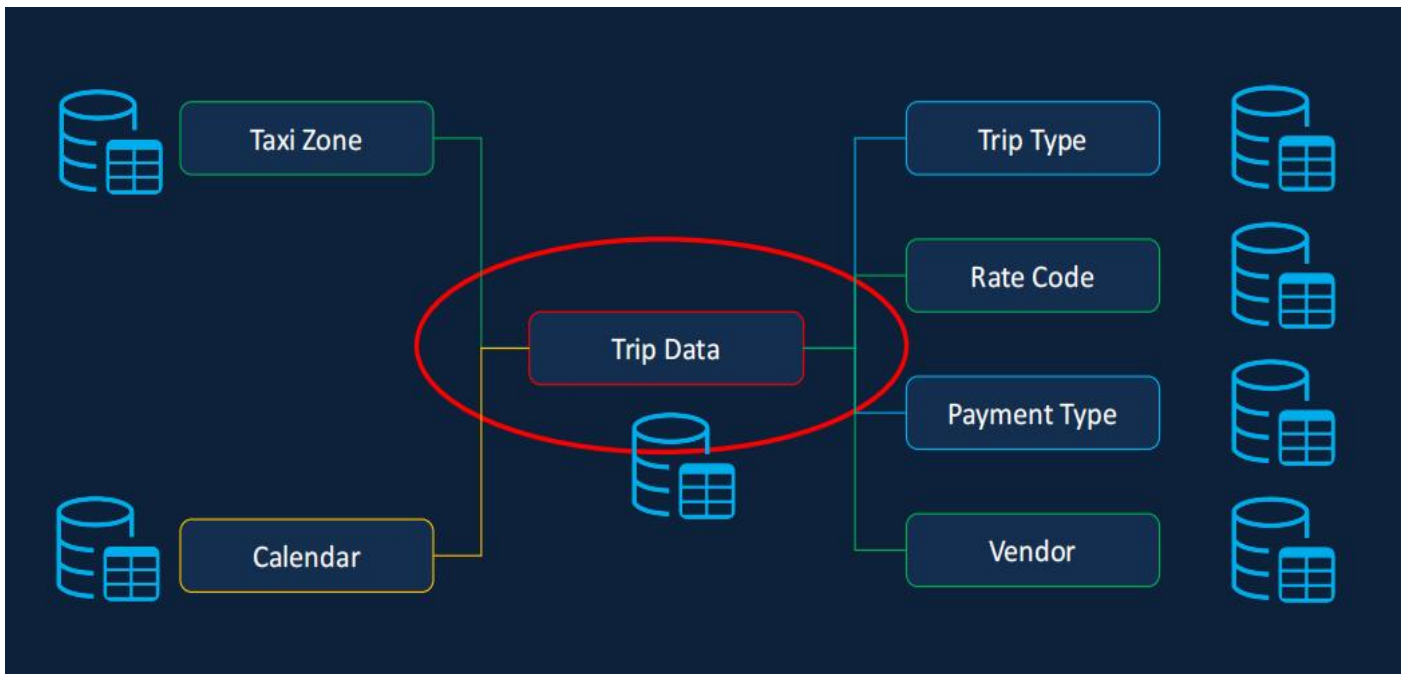 Taxi Zone
Trip Type
Rate Code
Trip Data
Payment Type
Calendar
Vendor